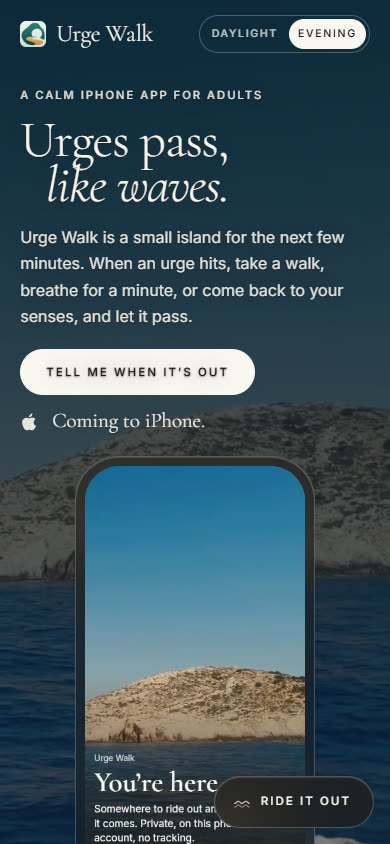 Urge Walk
DAYLIGHT
EVENING
A CALM IPHONE APP FOR ADULTS
Urges pass,
like waves.
Urge Walk is a small island for the next few
minutes. When an urge hits, take a walk,
breathe for a minute, or come back to your
senses, and let it pass.
TELL ME WHEN IT’S OUT
Coming to iPhone.
Urge Walk
You’re here
Somewhere to ride out
it comes. Private, on this
account, no tracking.
RIDE IT OUT